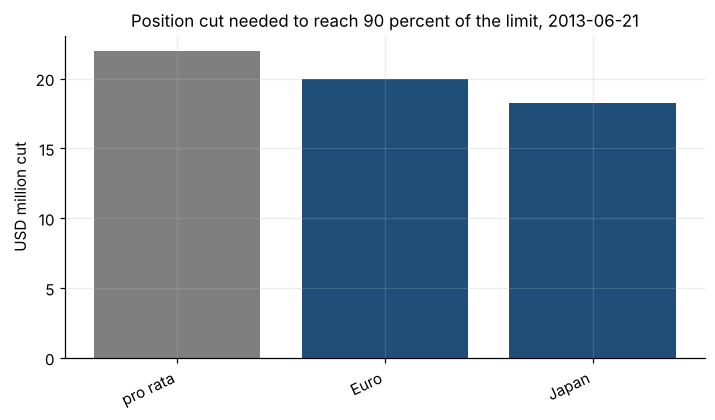 Position cut needed to reach 90 percent of the limit, 2013-06-21
USD million cut
20
15
10
5
0
pro rata
Euro
Japan